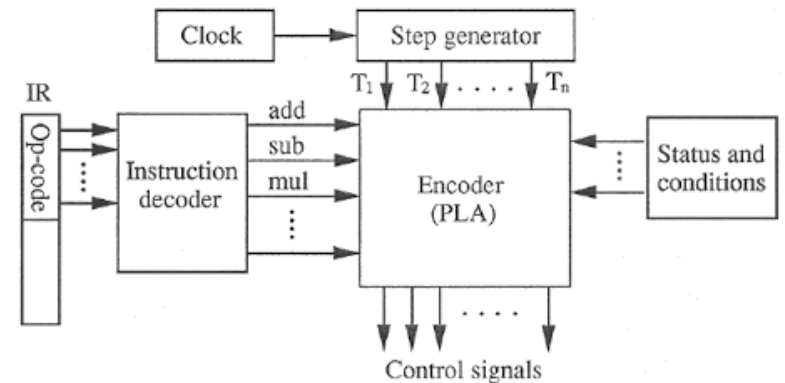 Clock
Step generator
T1 T2 . . . . Tn
IR
Op-code
Instruction
decoder
add
sub
mul
Encoder
(PLA)
Status and
conditions
. . . .
Control signals